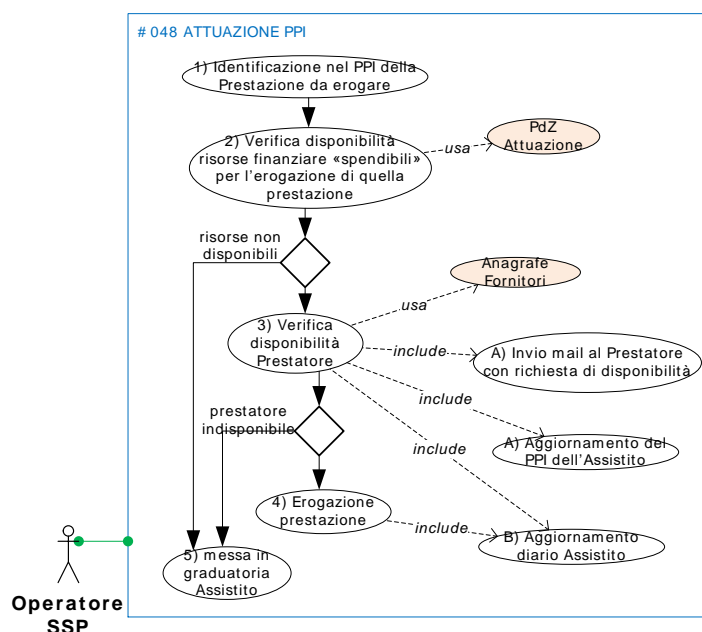 # 048 ATTUAZIONE PPI
1) Identificazione nel PPI della
Prestazione da erogare
2) Verifica disponibilità
risorse finanziare «spendibili»
per l'erogazione di quella
prestazione
usa
PdZ
Attuazione
risorse non
disponibili
Anagrafe
Fornitori
usa
3) Verifica
disponibilità
Prestatore
include
A) Invio mail al Prestatore
con richiesta di disponibilità
include
prestatore
indisponibile
include
A) Aggiornamento del
PPI dell'Assistito
4) Erogazione
prestazione
include
B) Aggiornamento
diario Assistito
5) messa in
graduatoria
Assistito
Operatore
SSP